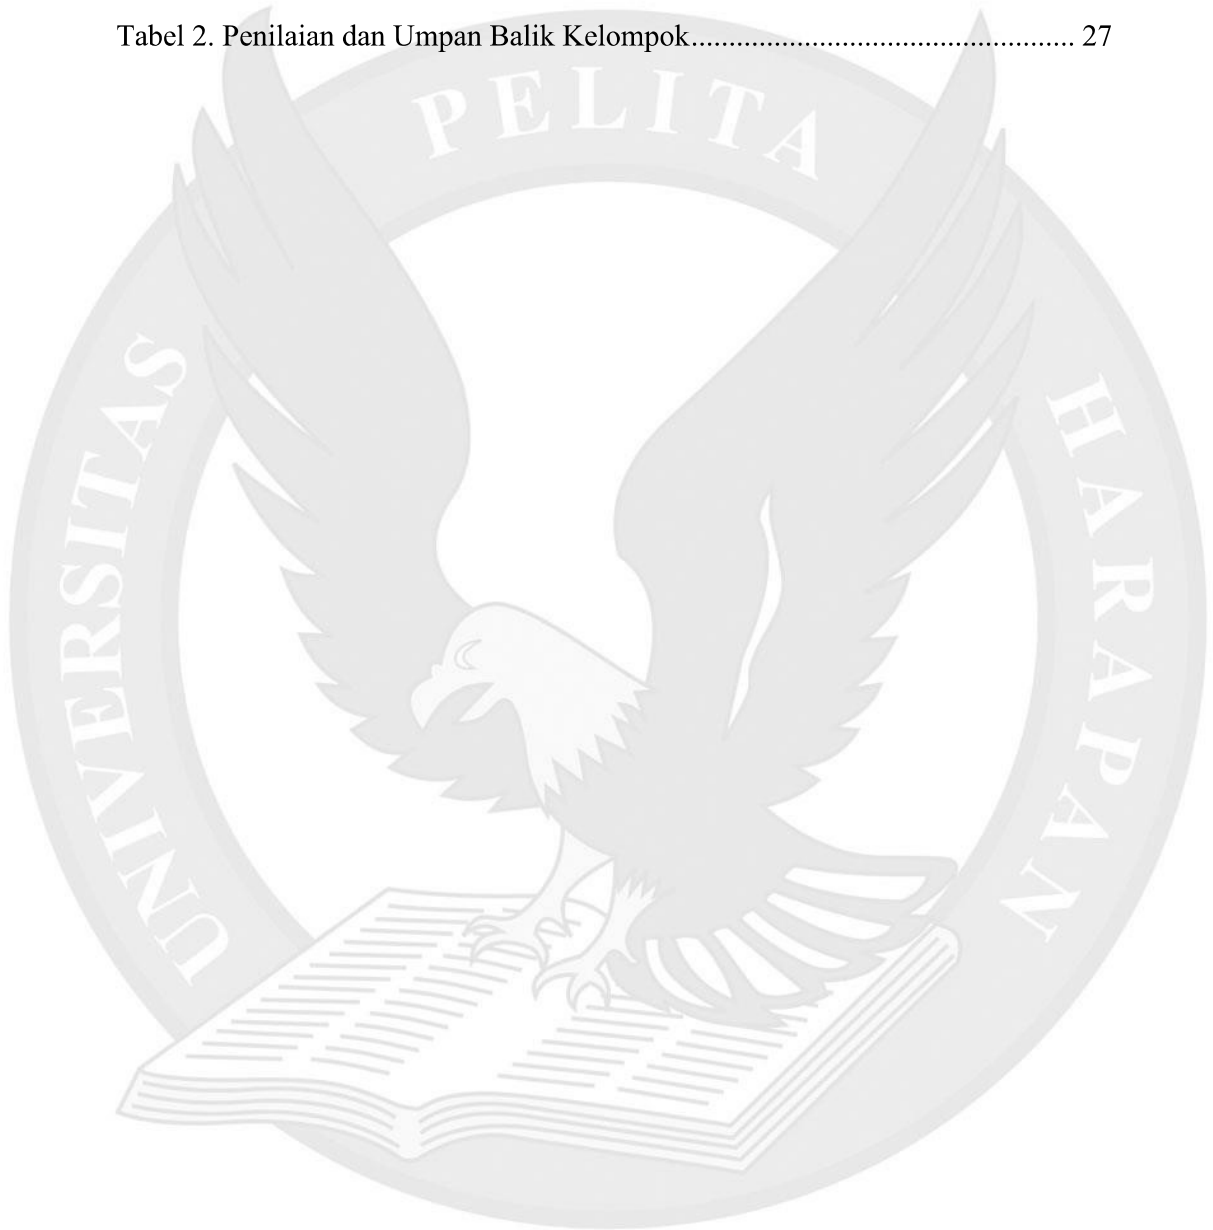 Tabel 2. Penilaian dan Umpan Balik Kelompok................................................... 27
PELITA
UNIVERSITAS
HARAPAN